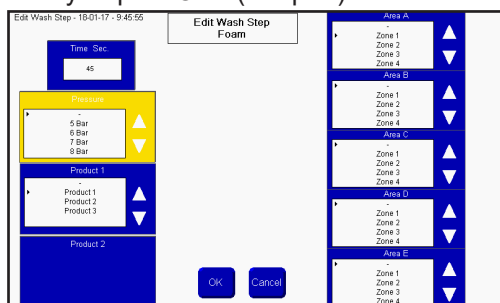 Edit Wash Step - 18-01-17 - 9:45:55
Edit Wash Step
Foam
Time Sec.
45
Pressure
-
5 Bar
6 Bar
7 Bar
8 Bar
Product 1
-
Product 1
Product 2
Product 3
Product 2
OK
Cancel
Area A
-
Zone 1
Zone 2
Zone 3
Zone 4
Area B
-
Zone 1
Zone 2
Zone 3
Zone 4
Area C
-
Zone 1
Zone 2
Zone 3
Zone 4
Area D
-
Zone 1
Zone 2
Zone 3
Zone 4
Area E
-
Zone 1
Zone 2
Zone 3
Zone 4